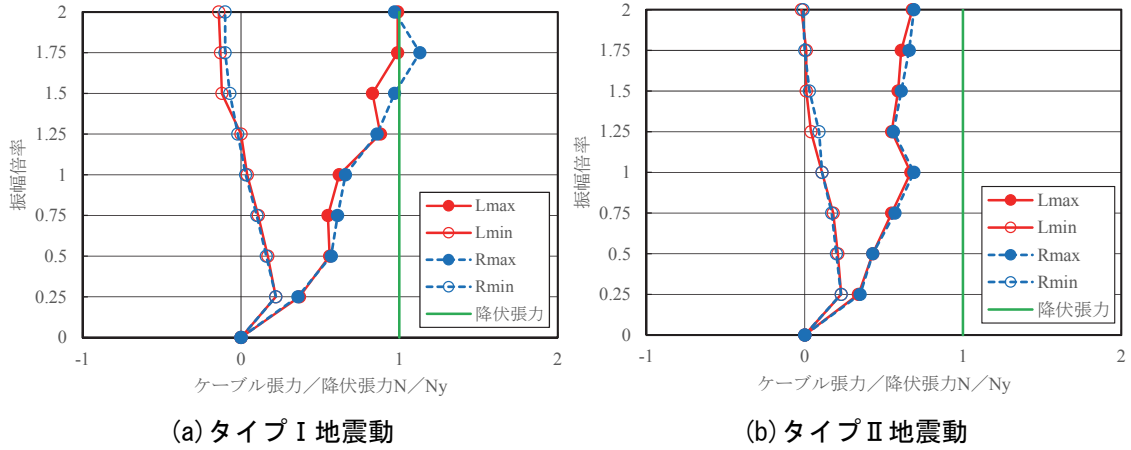 2
1.75
1.5
1.25
1
0.75
0.5
0.25
0
振幅倍率
-1
0
1
2
ケーブル張力／降伏張力N／Ny
Lmax
Lmin
Rmax
Rmin
降伏張力
(a)タイプⅠ地震動
2
1.75
1.5
1.25
1
0.75
0.5
0.25
0
振幅倍率
-1
0
1
2
ケーブル張力／降伏張力N／Ny
Lmax
Lmin
Rmax
Rmin
降伏張力
(b)タイプⅡ地震動